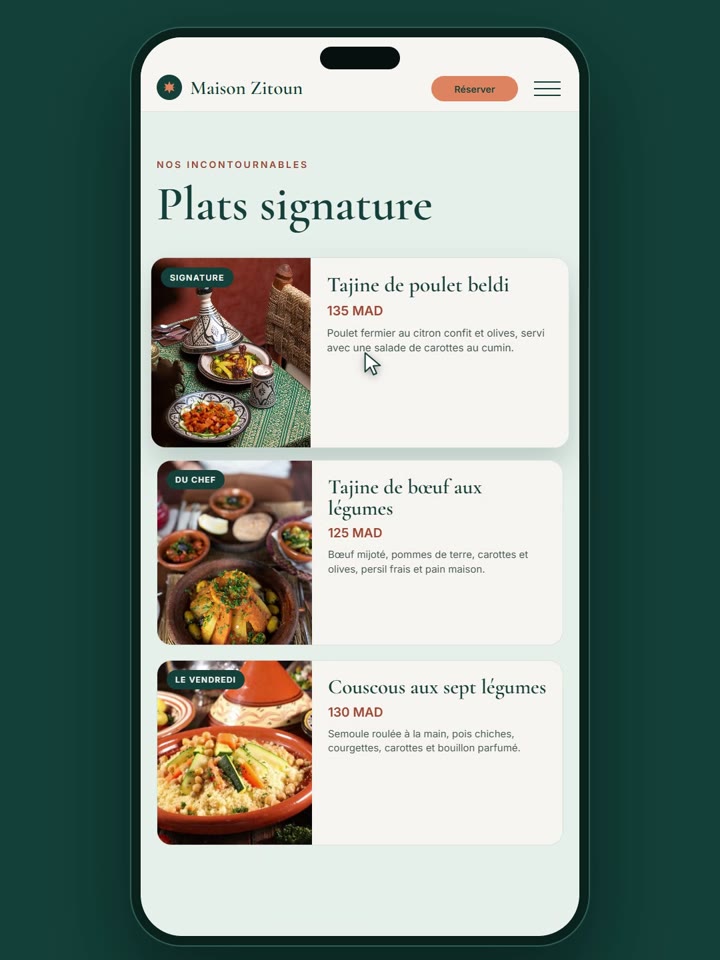 Maison Zitoun
Réserver
NOS INCONTOURNABLES
Plats signature
SIGNATURE
Tajine de poulet beldi
135 MAD
Poulet fermier au citron confit et olives, servi
avec une salade de carottes au cumin.
DU CHEF
Tajine de bœuf aux
légumes
125 MAD
Bœuf mijoté, pommes de terre, carottes et
olives, persil frais et pain maison.
LE VENDREDI
Couscous aux sept légumes
130 MAD
Semoule roulée à la main, pois chiches,
courgettes, carottes et bouillon parfumé.